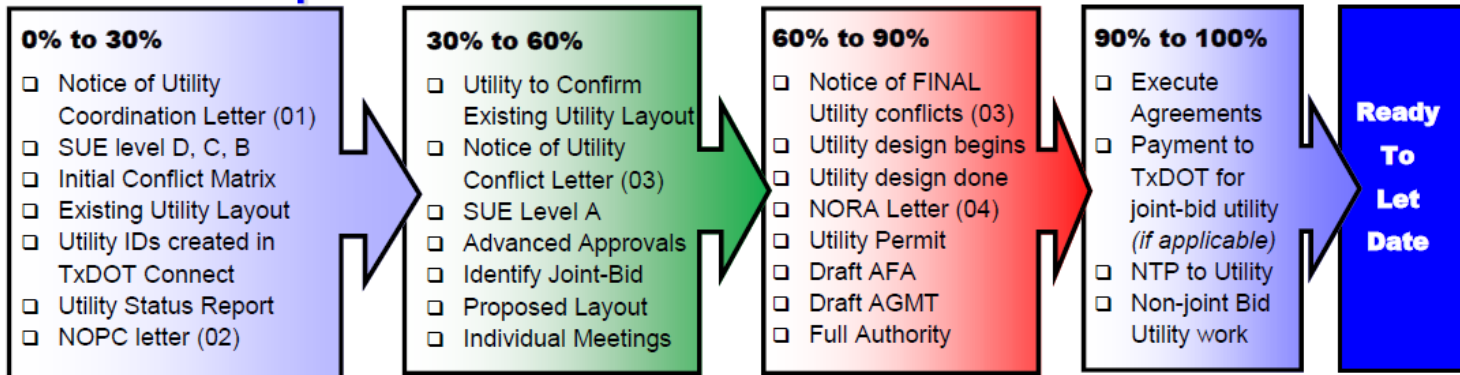 0% to 30%
❑ Notice of Utility
Coordination Letter (01)
❑ SUE level D, C, B
❑ Initial Conflict Matrix
❑ Existing Utility Layout
❑ Utility IDs created in
TxDOT Connect
❑ Utility Status Report
❑ NOPC letter (02)
30% to 60%
❑ Utility to Confirm
Existing Utility Layout
❑ Notice of Utility
Conflict Letter (03)
❑ SUE Level A
❑ Advanced Approvals
❑ Identify Joint-Bid
❑ Proposed Layout
❑ Individual Meetings
60% to 90%
❑ Notice of FINAL
Utility conflicts (03)
❑ Utility design begins
❑ Utility design done
❑ NORA Letter (04)
❑ Utility Permit
❑ Draft AFA
❑ Draft AGMT
❑ Full Authority
90% to 100%
❑ Execute
Agreements
❑ Payment to
TxDOT for
joint-bid utility
(if applicable)
❑ NTP to Utility
❑ Non-joint Bid
Utility work
Ready
To
Let
Date